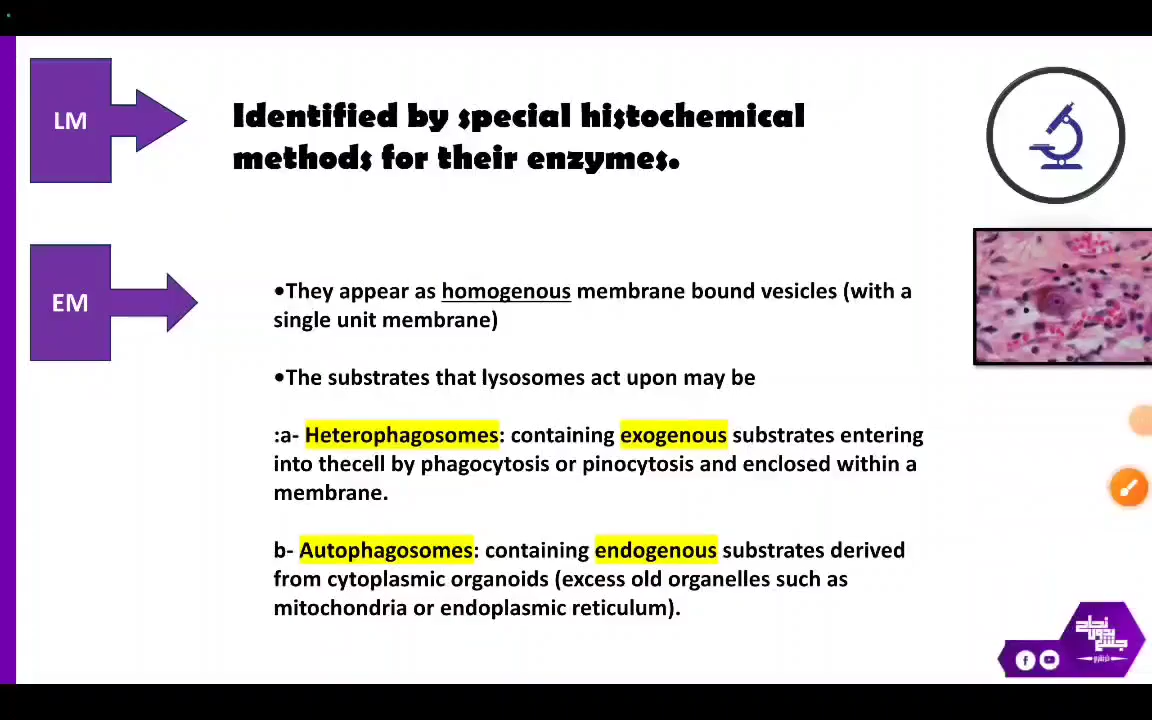 LM
Identified by special histochemical
methods for their enzymes.
EM
•They appear as homogenous membrane bound vesicles (with a
single unit membrane)
•The substrates that lysosomes act upon may be
:a- Heterophagosomes: containing exogenous substrates entering
into thecell by phagocytosis or pinocytosis and enclosed within a
membrane.
b- Autophagosomes: containing endogenous substrates derived
from cytoplasmic organoids (excess old organelles such as
mitochondria or endoplasmic reticulum).